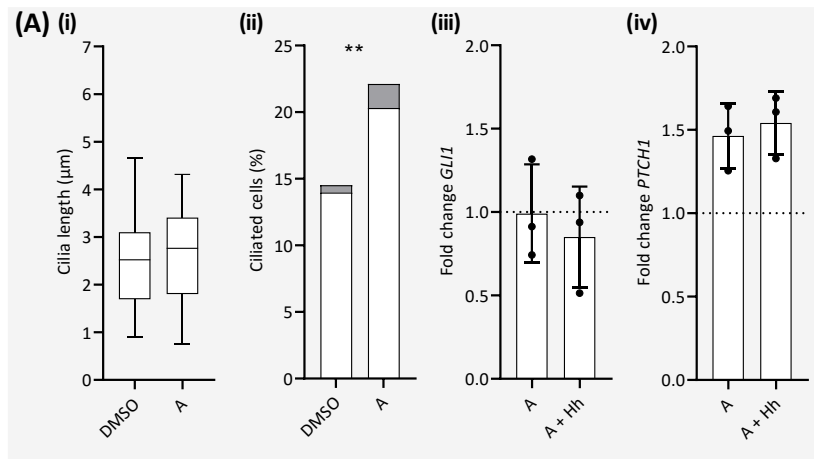 (A) (i) (ii) (iii) (iv)
Cilia length (µm)
7
6
5
4
3
2
1
0
DMSO
A
Ciliated cells (%)
25
20
15
10
5
0
**
DMSO
A
Fold change GLI1
2.0
1.5
1.0
0.5
0.0
A
A + Hh
Fold change PTCH1
2.0
1.5
1.0
0.5
0.0
A
A + Hh